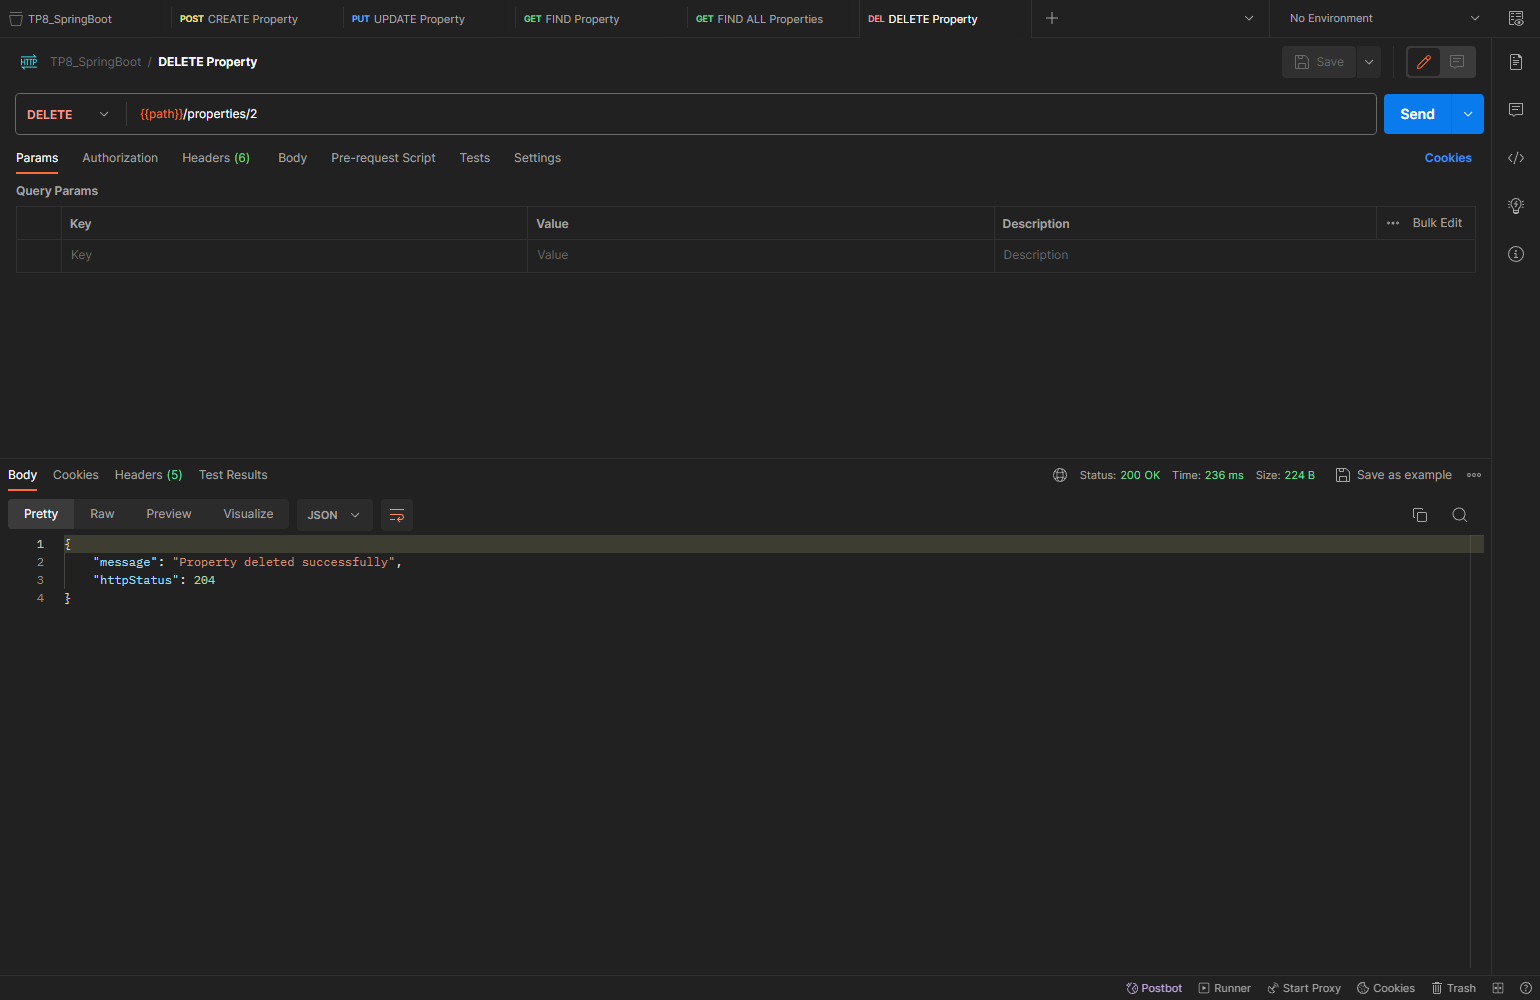 TP8_SpringBoot POST CREATE Property PUT UPDATE Property GET FIND Property GET FIND ALL Properties DEL DELETE Property No Environment
HTTP TP8_SpringBoot / DELETE Property Save
DELETE {{path}}/properties/2 Send
Params Authorization Headers (6) Body Pre-request Script Tests Settings Cookies
Query Params
Key Value Description Bulk Edit
Key Value Description
Body Cookies Headers (5) Test Results Status: 200 OK Time: 236 ms Size: 224 B Save as example
Pretty Raw Preview Visualize JSON
1 {
2 "message": "Property deleted successfully",
3 "httpStatus": 204
4 }
Postbot Runner Start Proxy Cookies Trash